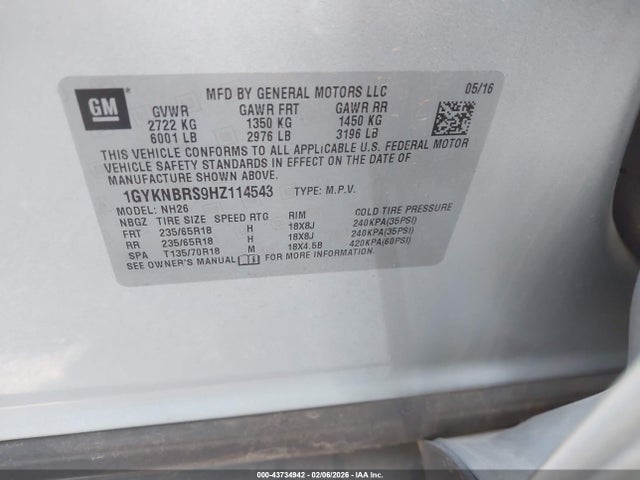 GM
MFD BY GENERAL MOTORS LLC 05/16
GVWR GAWR FRT GAWR RR
2722 KG 1350 KG 1450 KG
6001 LB 2976 LB 3196 LB
THIS VEHICLE CONFORMS TO ALL APPLICABLE U.S. FEDERAL MOTOR
VEHICLE SAFETY STANDARDS IN EFFECT ON THE DATE OF
MANUFACTURE SHOWN ABOVE.
1GYKNBRS9HZ114543 TYPE: M.P.V.
MODEL: NH26
NBGZ TIRE SIZE SPEED RTG RIM COLD TIRE PRESSURE
FRT 235/65R18 H 18X8J 240KPA(35PSI)
RR 235/65R18 H 18X8J 240KPA(35PSI)
SPA T135/70R18 M 18X4.5B 420KPA(60PSI)
SEE OWNER'S MANUAL FOR MORE INFORMATION.
000-43734942 - 02/06/2026 - IAA, Inc.